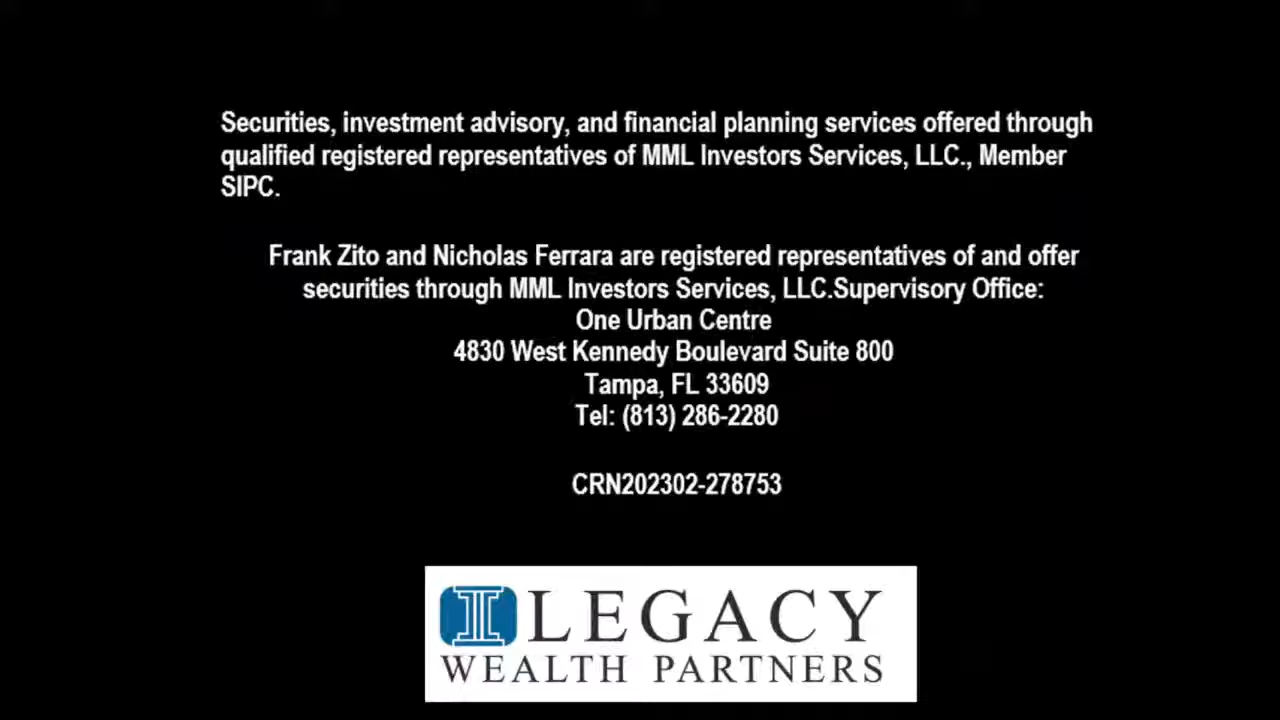 Securities, investment advisory, and financial planning services offered through
qualified registered representatives of MML Investors Services, LLC., Member
SIPC.
Frank Zito and Nicholas Ferrara are registered representatives of and offer
securities through MML Investors Services, LLC.Supervisory Office:
One Urban Centre
4830 West Kennedy Boulevard Suite 800
Tampa, FL 33609
Tel: (813) 286-2280
CRN202302-278753
LEGACY
WEALTH PARTNERS